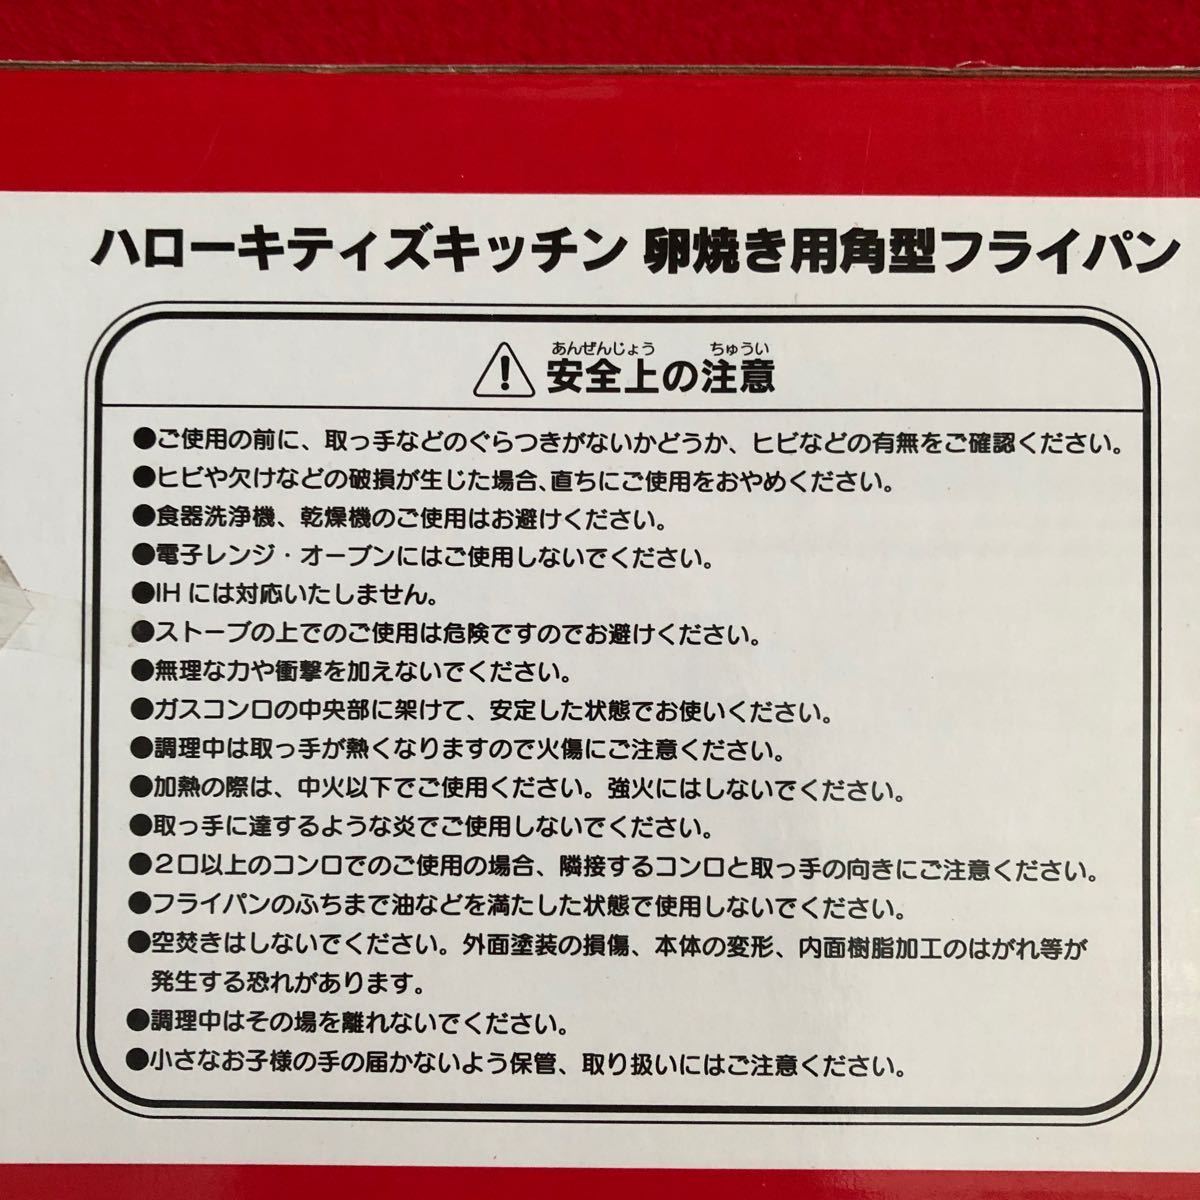 ハローキティズキッチン 卵焼き用角型フライパン
あんぜんじょう ちゅうい
安全上の注意
●ご使用の前に、取っ手などのぐらつきがないかどうか、ヒビなどの有無をご確認ください。
●ヒビや欠けなどの破損が生じた場合、直ちにご使用をおやめください。
●食器洗浄機、乾燥機のご使用はお避けください。
●電子レンジ・オーブンにはご使用しないでください。
●IH には対応いたしません。
●ストーブの上でのご使用は危険ですのでお避けください。
●無理な力や衝撃を加えないでください。
●ガスコンロの中央部に架けて、安定した状態でお使いください。
●調理中は取っ手が熱くなりますので火傷にご注意ください。
●加熱の際は、中火以下でご使用ください。強火にはしないでください。
●取っ手に達するような炎でご使用しないでください。
●2口以上のコンロでのご使用の場合、隣接するコンロと取っ手の向きにご注意ください。
●フライパンのふちまで油などを満たした状態で使用しないでください。
●空焚きはしないでください。外面塗装の損傷、本体の変形、内面樹脂加工のはがれ等が
発生する恐れがあります。
●調理中はその場を離れないでください。
●小さなお子様の手の届かないよう保管、取り扱いにはご注意ください。